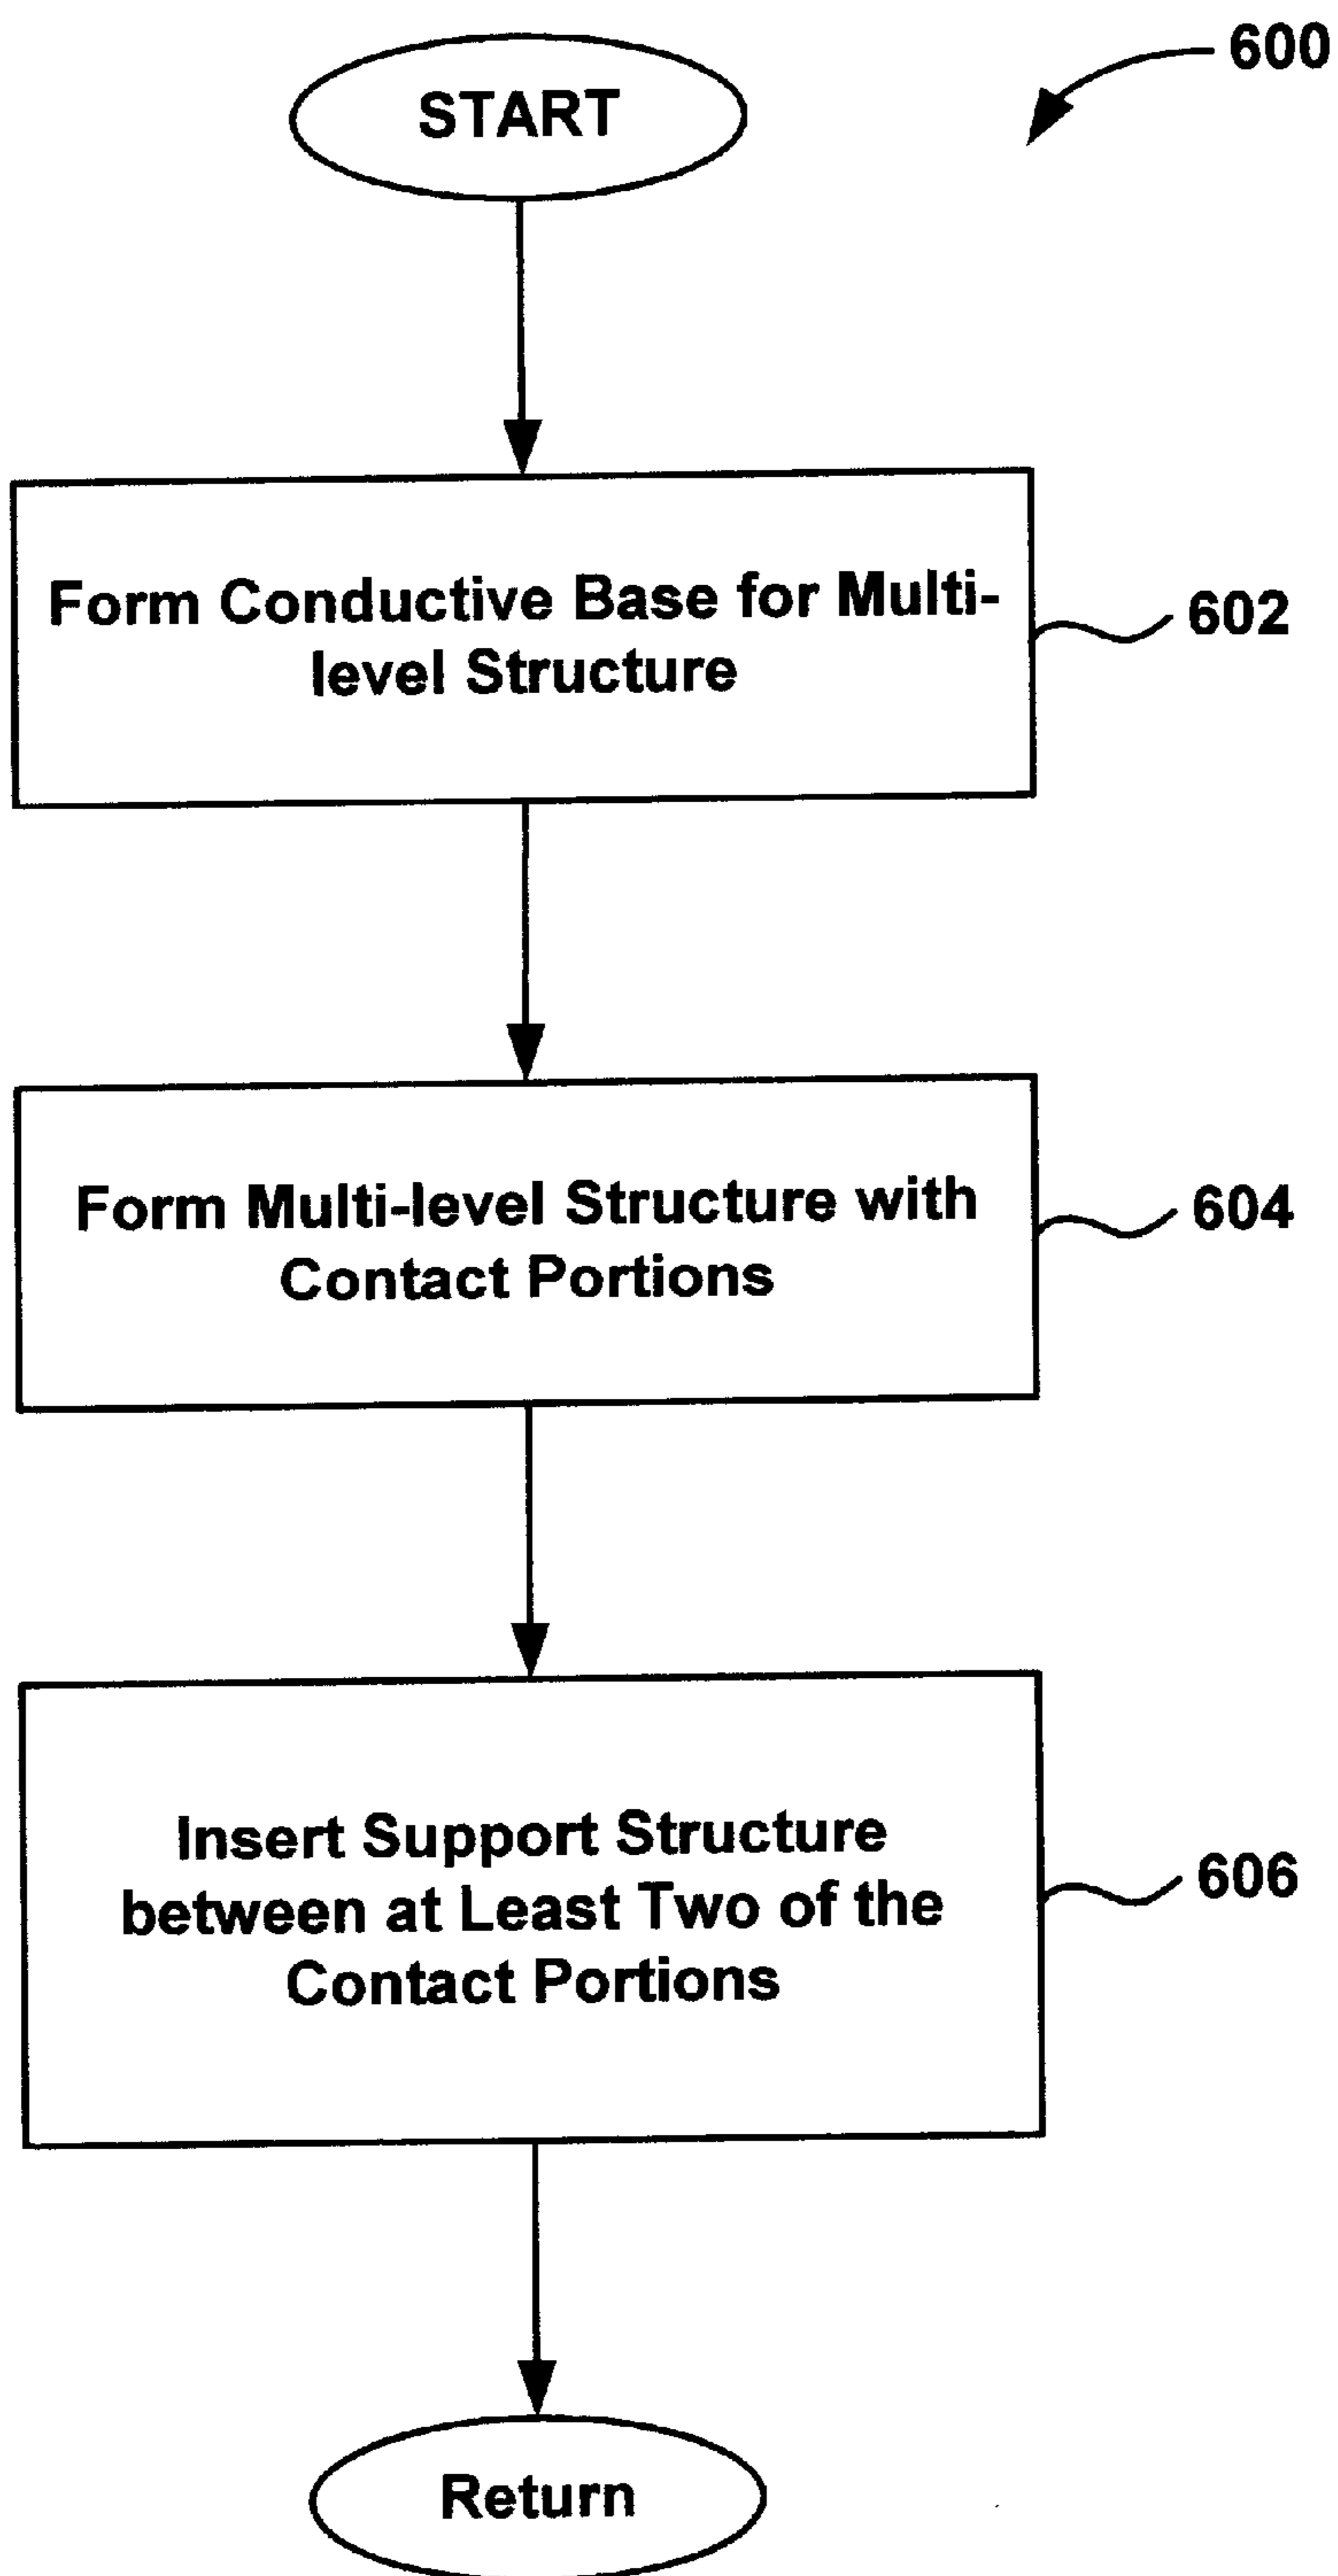 600
START
Form Conductive Base for Multi-
level Structure
602
Form Multi-level Structure with
Contact Portions
604
Insert Support Structure
between at Least Two of the
Contact Portions
606
Return